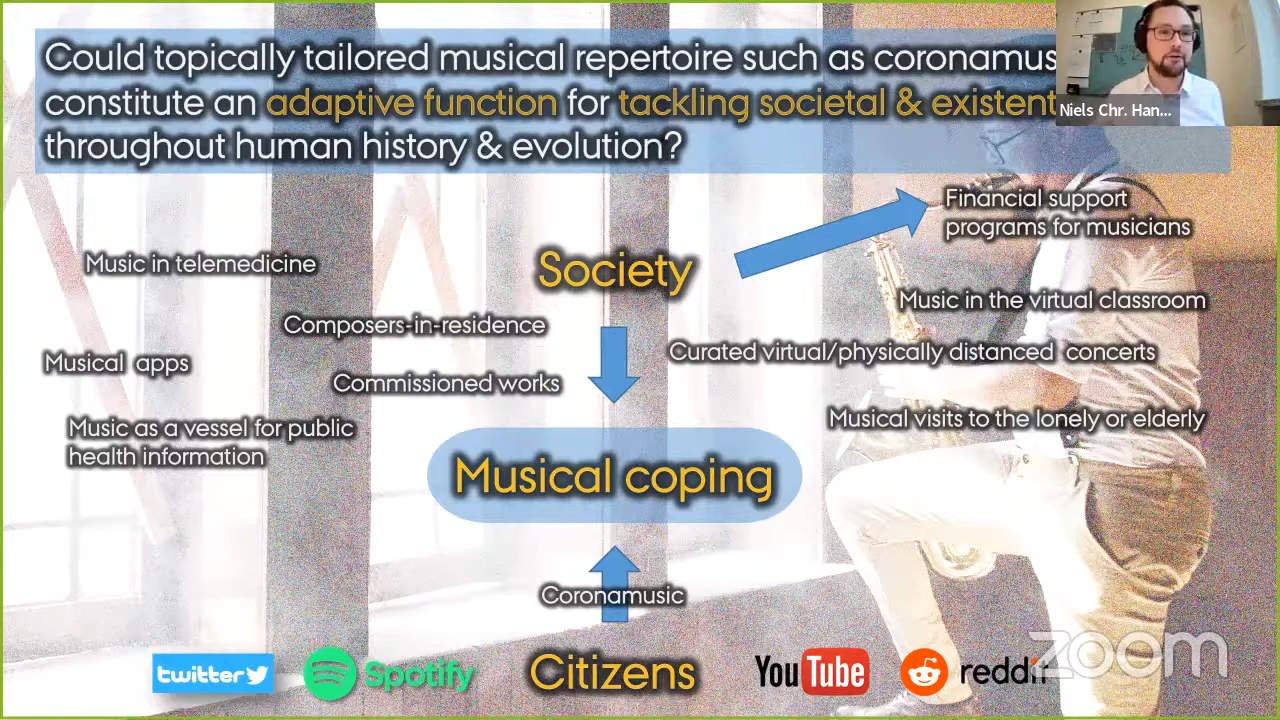 Could topically tailored musical repertoire such as coronamus
constitute an adaptive function for tackling societal & existent
throughout human history & evolution?
Niels Chr. Han...
Financial support
programs for musicians
Music in telemedicine
Society
Music in the virtual classroom
Composers-in-residence
Curated virtual/physically distanced concerts
Musical apps
Commissioned works
Musical visits to the lonely or elderly
Music as a vessel for public
health information
Musical coping
Coronamusic
twitter
Spotify
Citizens
YouTube
reddit
zoom